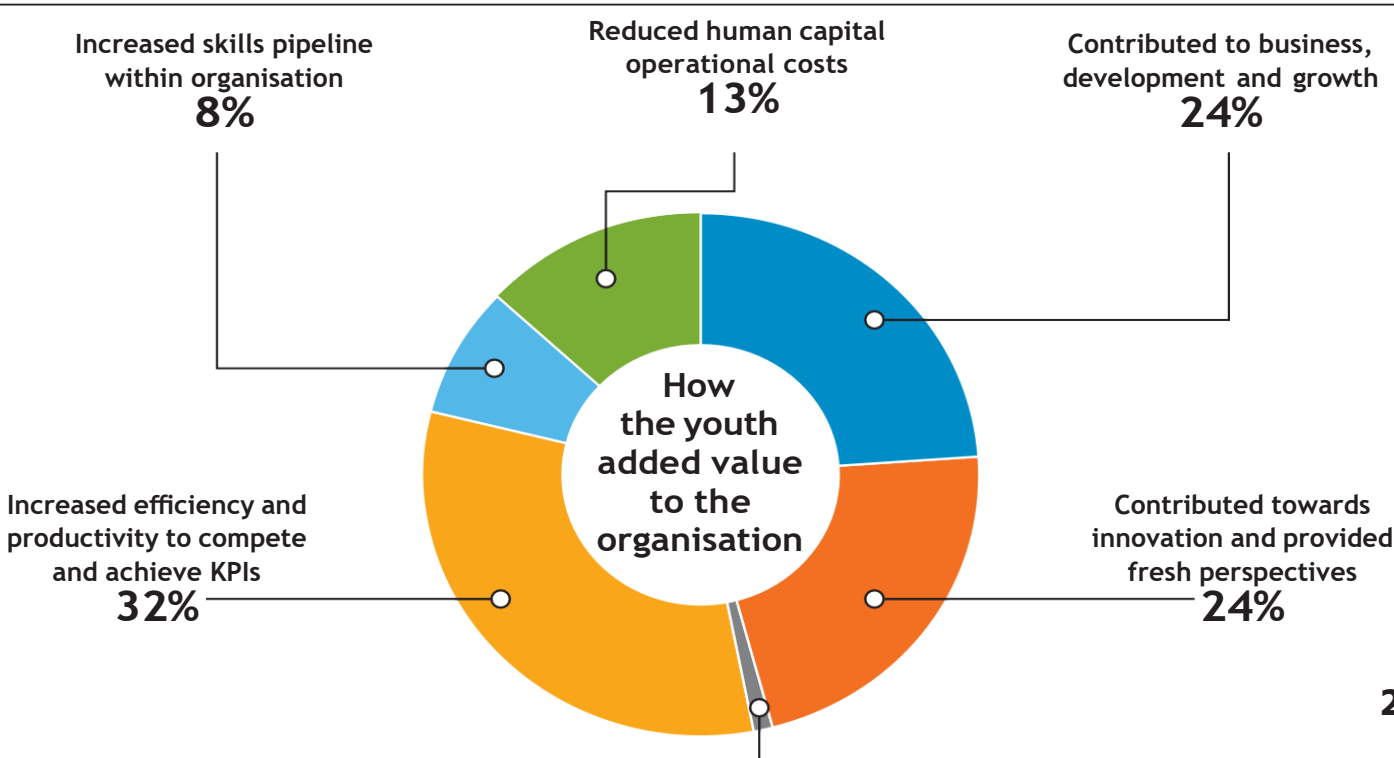 Increased skills pipeline
within organisation
8%
Reduced human capital
operational costs
13%
Contributed to business,
development and growth
24%
How
the youth
added value
to the
organisation
Increased efficiency and
productivity to compete
and achieve KPIs
32%
Contributed towards
innovation and provided
fresh perspectives
24%
2